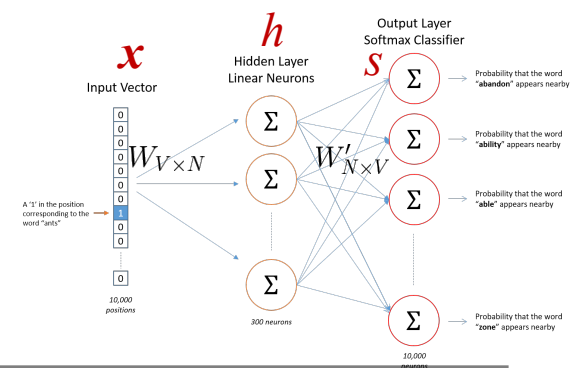 x
Input Vector
0
0
0
0
0
0
0
1
0
0
0
A '1' in the position
corresponding to the
word "ants"
10,000
positions
W_{V×N}
h
Hidden Layer
Linear Neurons
Σ
Σ
Σ
300 neurons
W'_{N×V}
Output Layer
Softmax Classifier
s
Σ
Σ
Σ
Σ
10,000
neurons
Probability that the word
"abandon" appears nearby
Probability that the word
"ability" appears nearby
Probability that the word
"able" appears nearby
Probability that the word
"zone" appears nearby